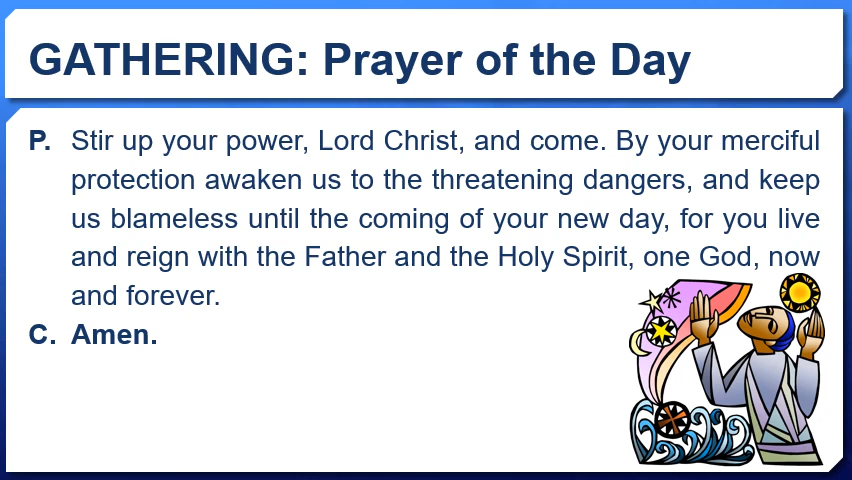 GATHERING: Prayer of the Day
P. Stir up your power, Lord Christ, and come. By your merciful
protection awaken us to the threatening dangers, and keep
us blameless until the coming of your new day, for you live
and reign with the Father and the Holy Spirit, one God, now
and forever.
C. Amen.